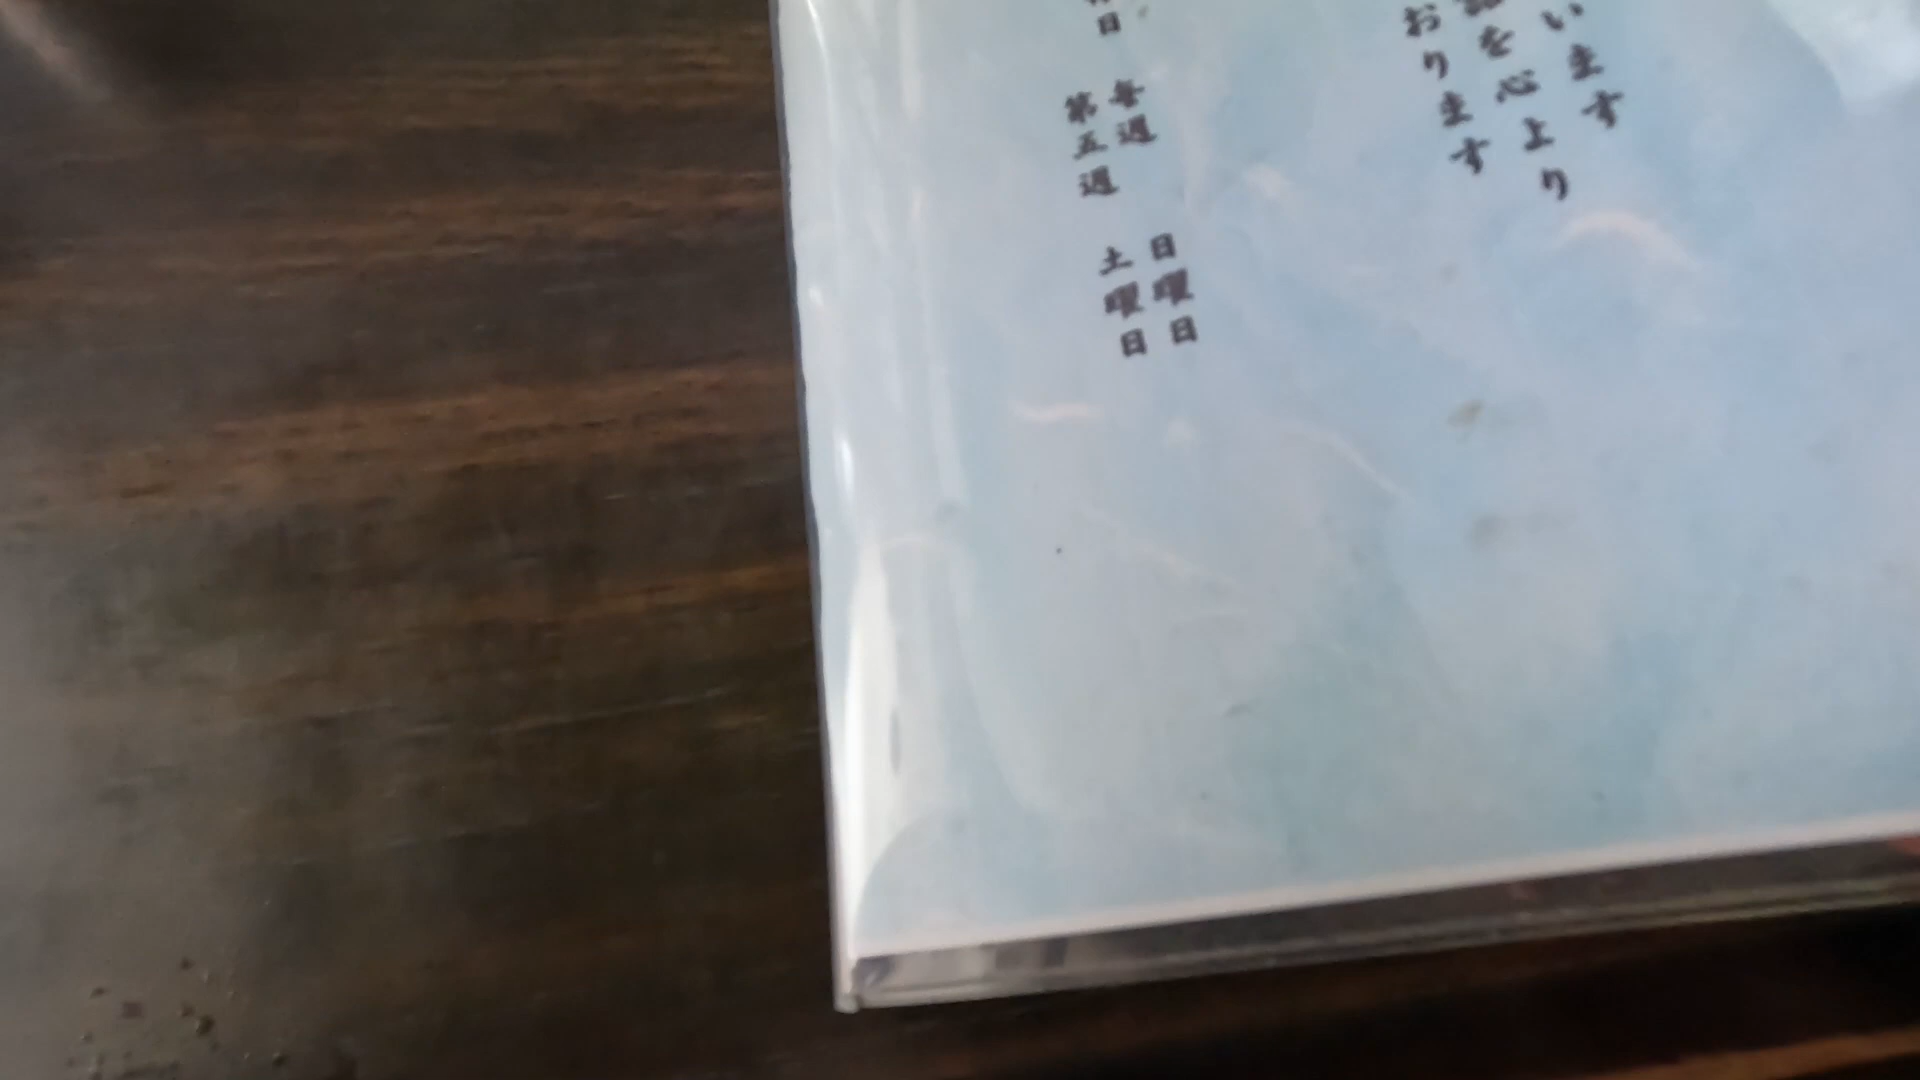 います
を心より
おります
日 毎週 日曜日
第五週 土曜日